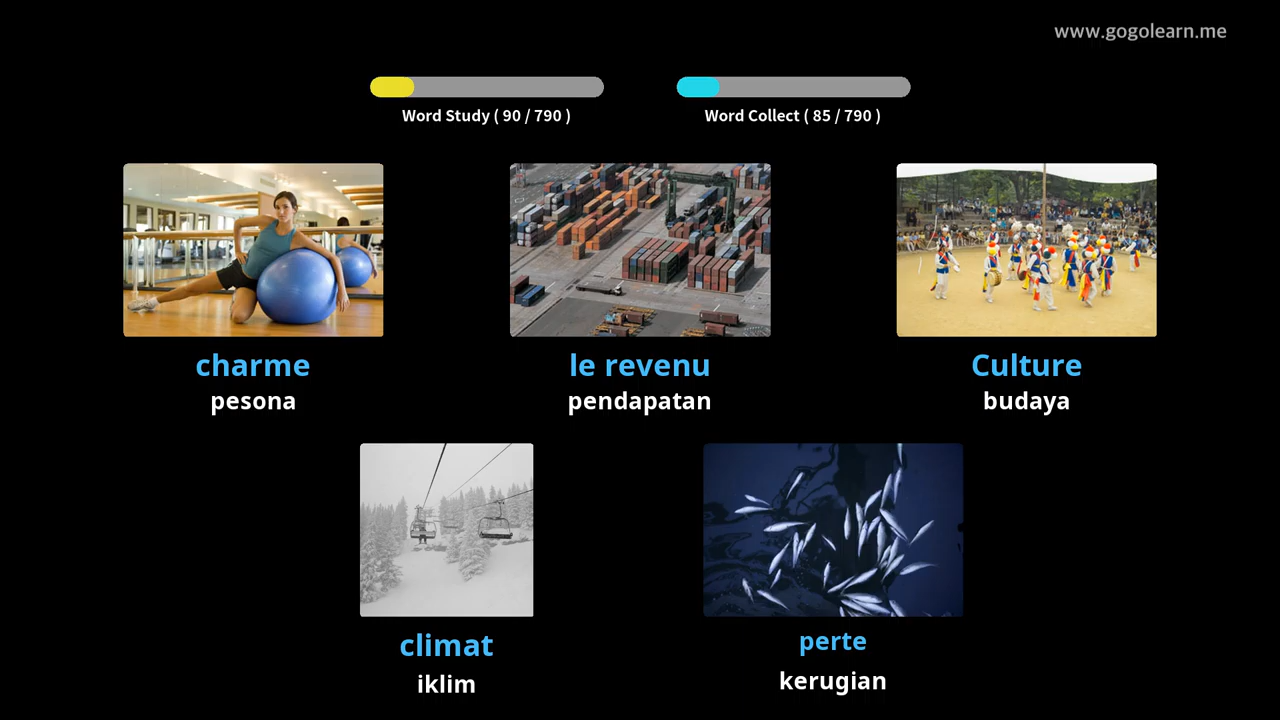 www.gogolearn.me
Word Study ( 90 / 790 )
Word Collect ( 85 / 790 )
charme
pesona
le revenu
pendapatan
Culture
budaya
climat
iklim
perte
kerugian